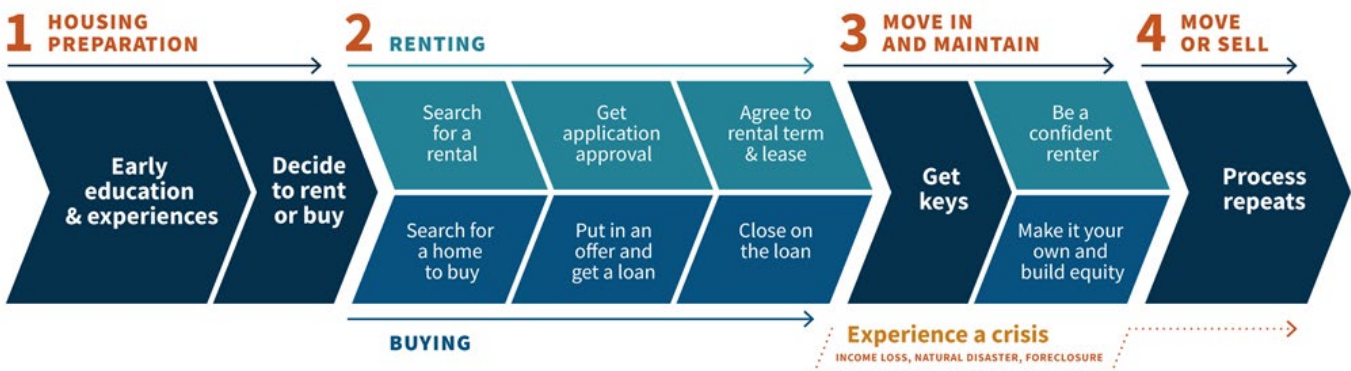 1 HOUSING
PREPARATION
Early
education
& experiences
Decide
to rent
or buy
2 RENTING
Search
for a
rental
Get
application
approval
Agree to
rental term
& lease
Search for
a home
to buy
Put in an
offer and
get a loan
Close on
the loan
BUYING
3 MOVE IN
AND MAINTAIN
Get
keys
Be a
confident
renter
Make it your
own and
build equity
Experience a crisis
INCOME LOSS, NATURAL DISASTER, FORECLOSURE
4 MOVE
OR SELL
Process
repeats